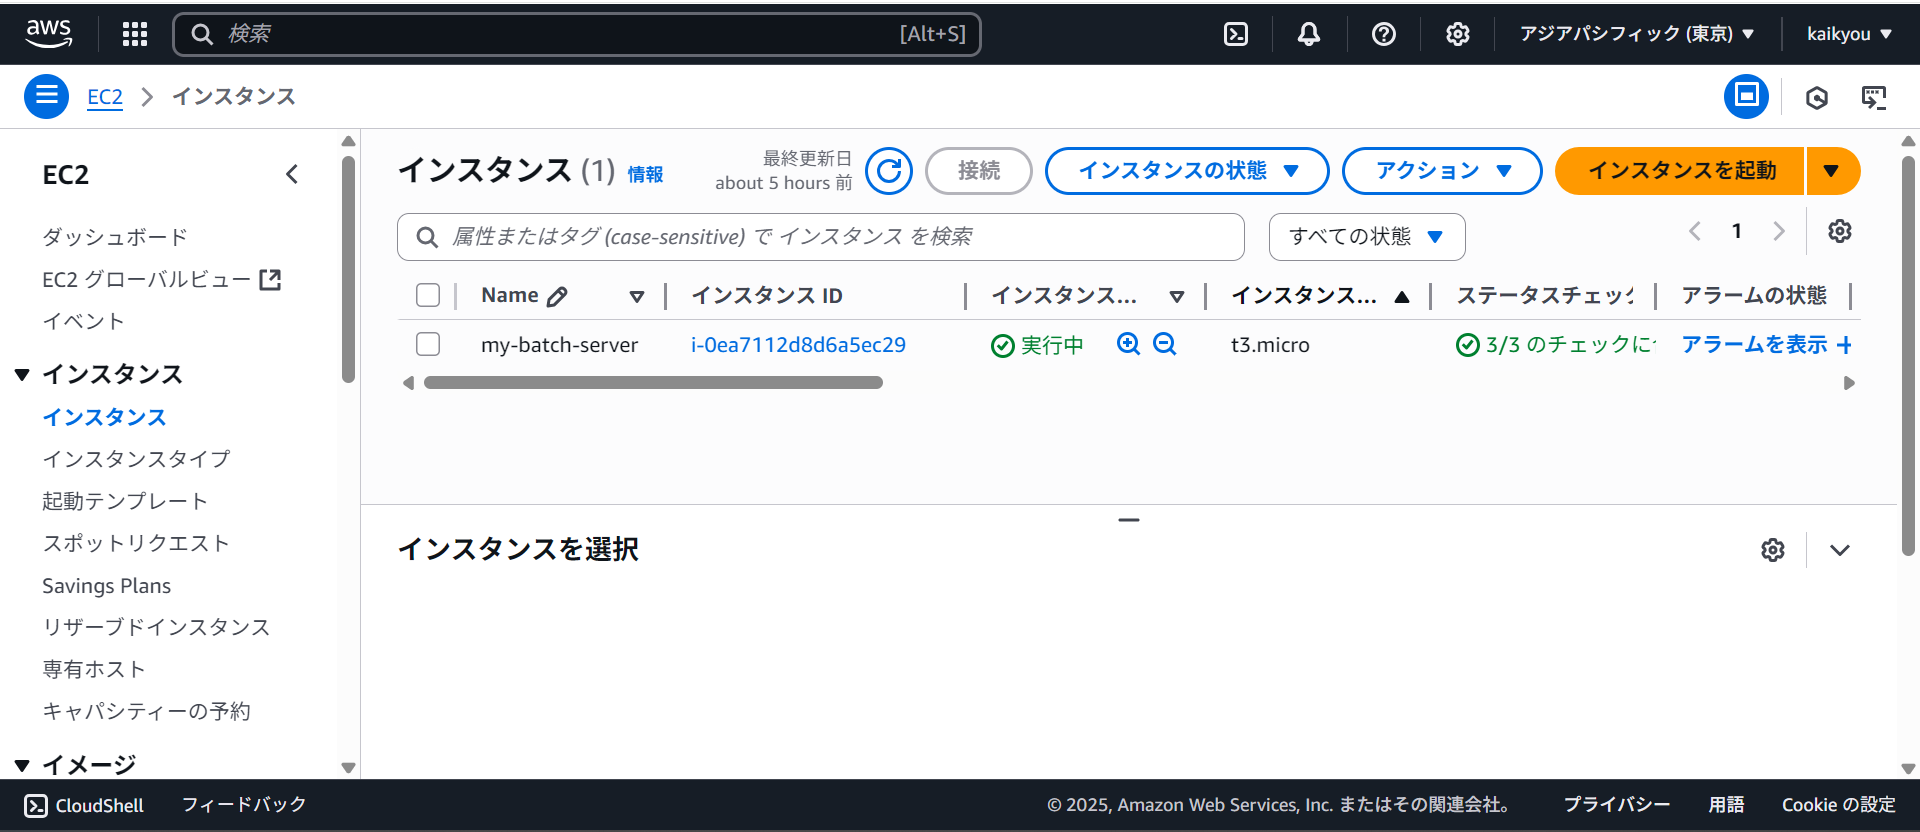 aws
検索 [Alt+S]
アジアパシフィック (東京)
kaikyou
EC2 インスタンス
EC2
ダッシュボード
EC2 グローバルビュー
イベント
インスタンス
インスタンス
インスタンスタイプ
起動テンプレート
スポットリクエスト
Savings Plans
リザーブドインスタンス
専有ホスト
キャパシティーの予約
イメージ
インスタンス (1) 情報
最終更新日
about 5 hours 前
接続
インスタンスの状態
アクション
インスタンスを起動
属性またはタグ (case-sensitive) で インスタンス を検索
すべての状態
1
Name インスタンス ID インスタンス... インスタンス... ステータスチェック アラームの状態
my-batch-server i-0ea7112d8d6a5ec29 実行中 t3.micro 3/3 のチェックに アラームを表示 +
インスタンスを選択
CloudShell フィードバック © 2025, Amazon Web Services, Inc. またはその関連会社。 プライバシー 用語 Cookie の設定